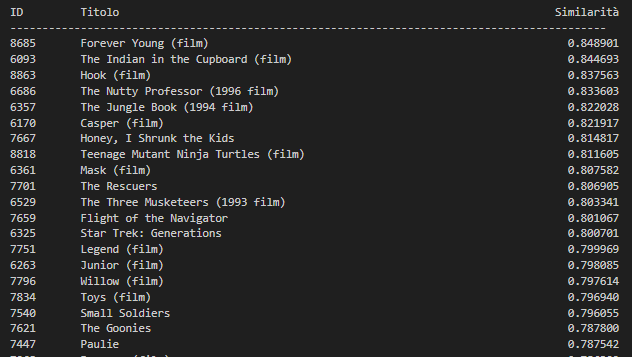 ID Titolo Similarità
--------------------------------------------------------------------------------
8685 Forever Young (film) 0.848901
6093 The Indian in the Cupboard (film) 0.844693
8863 Hook (film) 0.837563
6686 The Nutty Professor (1996 film) 0.833603
6357 The Jungle Book (1994 film) 0.822028
6170 Casper (film) 0.821917
7667 Honey, I Shrunk the Kids 0.814817
8818 Teenage Mutant Ninja Turtles (film) 0.811605
6361 Mask (film) 0.807582
7701 The Rescuers 0.806905
6529 The Three Musketeers (1993 film) 0.803341
7659 Flight of the Navigator 0.801067
6325 Star Trek: Generations 0.800701
7751 Legend (film) 0.799969
6263 Junior (film) 0.798085
7796 Willow (film) 0.797614
7834 Toys (film) 0.796940
7540 Small Soldiers 0.796055
7621 The Goonies 0.787800
7447 Paulie 0.787542